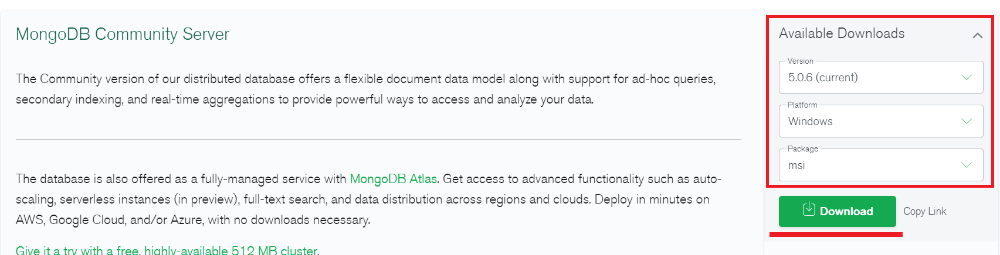 MongoDB Community Server
The Community version of our distributed database offers a flexible document data model along with support for ad-hoc queries,
secondary indexing, and real-time aggregations to provide powerful ways to access and analyze your data.
The database is also offered as a fully-managed service with MongoDB Atlas. Get access to advanced functionality such as auto-
scaling, serverless instances (in preview), full-text search, and data distribution across regions and clouds. Deploy in minutes on
AWS, Google Cloud, and/or Azure, with no downloads necessary.
Give it a try with a free, highly-available 512 MB cluster.
Available Downloads
Version
5.0.6 (current)
Platform
Windows
Package
msi
Download Copy Link